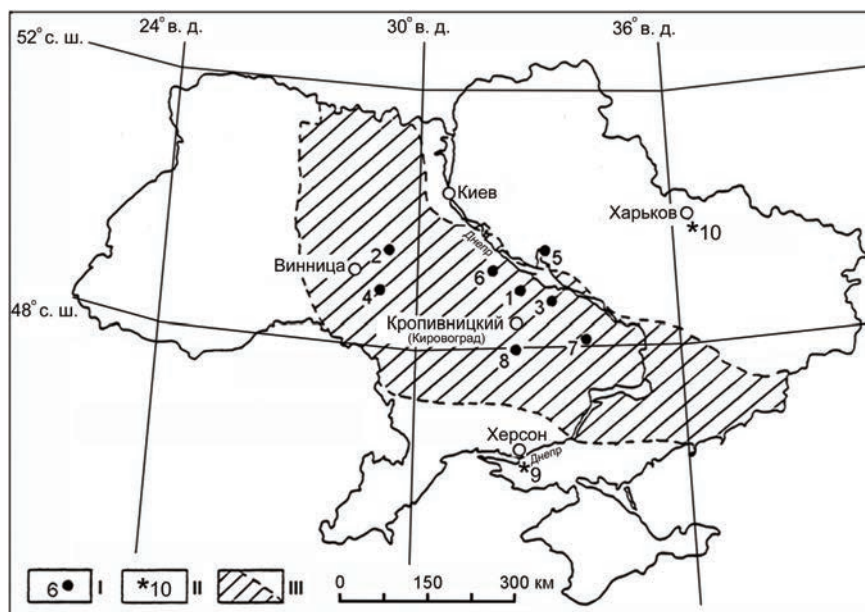 24° в. д.
30° в. д.
36° в. д.
52° с. ш.
Киев
Харьков
*10
Днепр
2
5
Винница
6
4
1
3
48° с. ш.
Кропивницкий
(Кировоград)
7
8
Херсон
Днепр
*9
6● I
*10 II
III
0 150 300 км